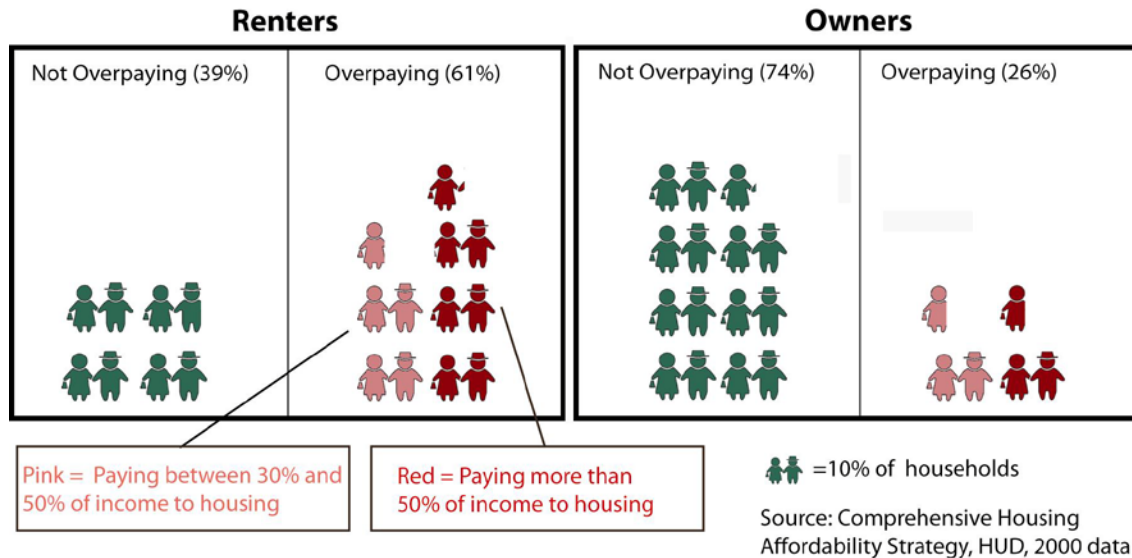 Renters
Owners
Not Overpaying (39%)
Overpaying (61%)
Not Overpaying (74%)
Overpaying (26%)
Pink = Paying between 30% and
50% of income to housing
Red = Paying more than
50% of income to housing
=10% of households
Source: Comprehensive Housing
Affordability Strategy, HUD, 2000 data